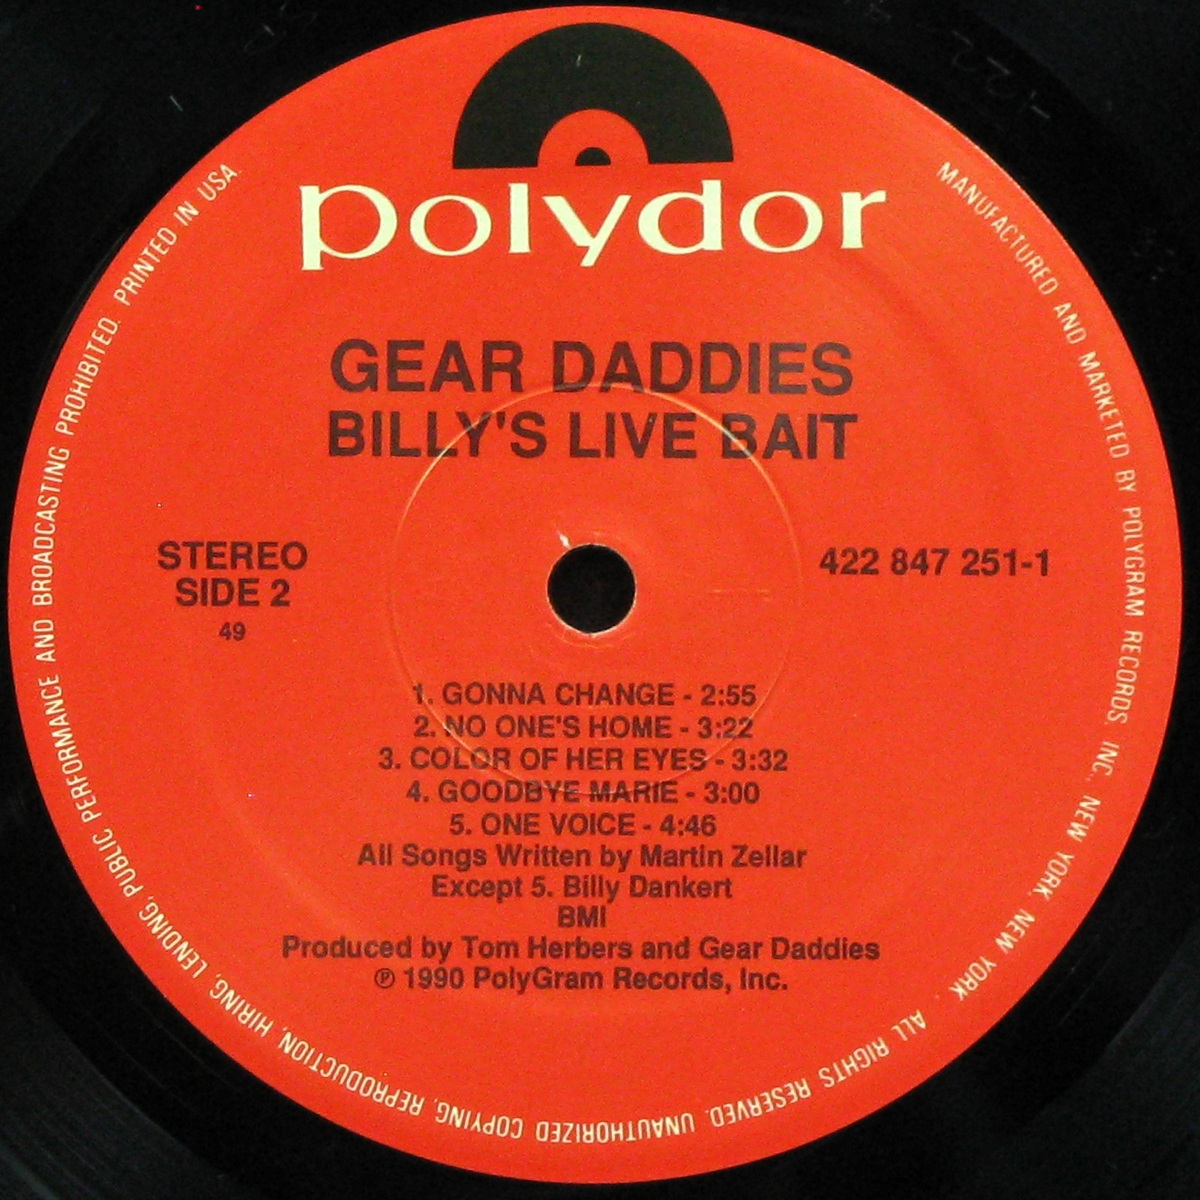 polydor
GEAR DADDIES
BILLY'S LIVE BAIT
STEREO
SIDE 2
49
422 847 251-1
1. GONNA CHANGE - 2:55
2. NO ONE'S HOME - 3:22
3. COLOR OF HER EYES - 3:32
4. GOODBYE MARIE - 3:00
5. ONE VOICE - 4:46
All Songs Written by Martin Zellar
Except 5. Billy Dankert
BMI
Produced by Tom Herbers and Gear Daddies
℗ 1990 PolyGram Records, Inc.
MANUFACTURED AND MARKETED BY POLYGRAM RECORDS, INC., NEW YORK, NEW YORK. ALL RIGHTS RESERVED. UNAUTHORIZED COPYING, REPRODUCTION, HIRING, LENDING, PUBLIC PERFORMANCE AND BROADCASTING PROHIBITED. PRINTED IN USA.